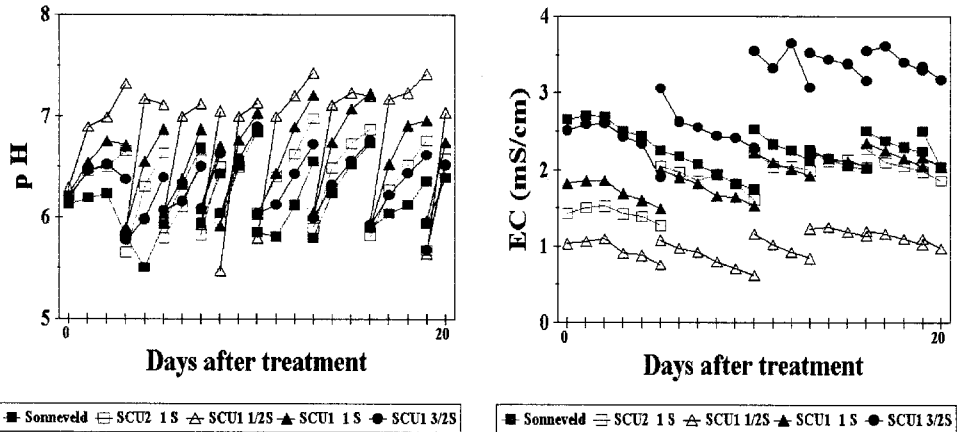 8
7
6
5
pH
0
20
Days after treatment
Sonneveld SCU2 1 S SCU1 1/2S SCU1 1 S SCU1 3/2S
4
3
2
1
0
EC (mS/cm)
0
20
Days after treatment
Sonneveld SCU2 1 S SCU1 1/2S SCU1 1 S SCU1 3/2S